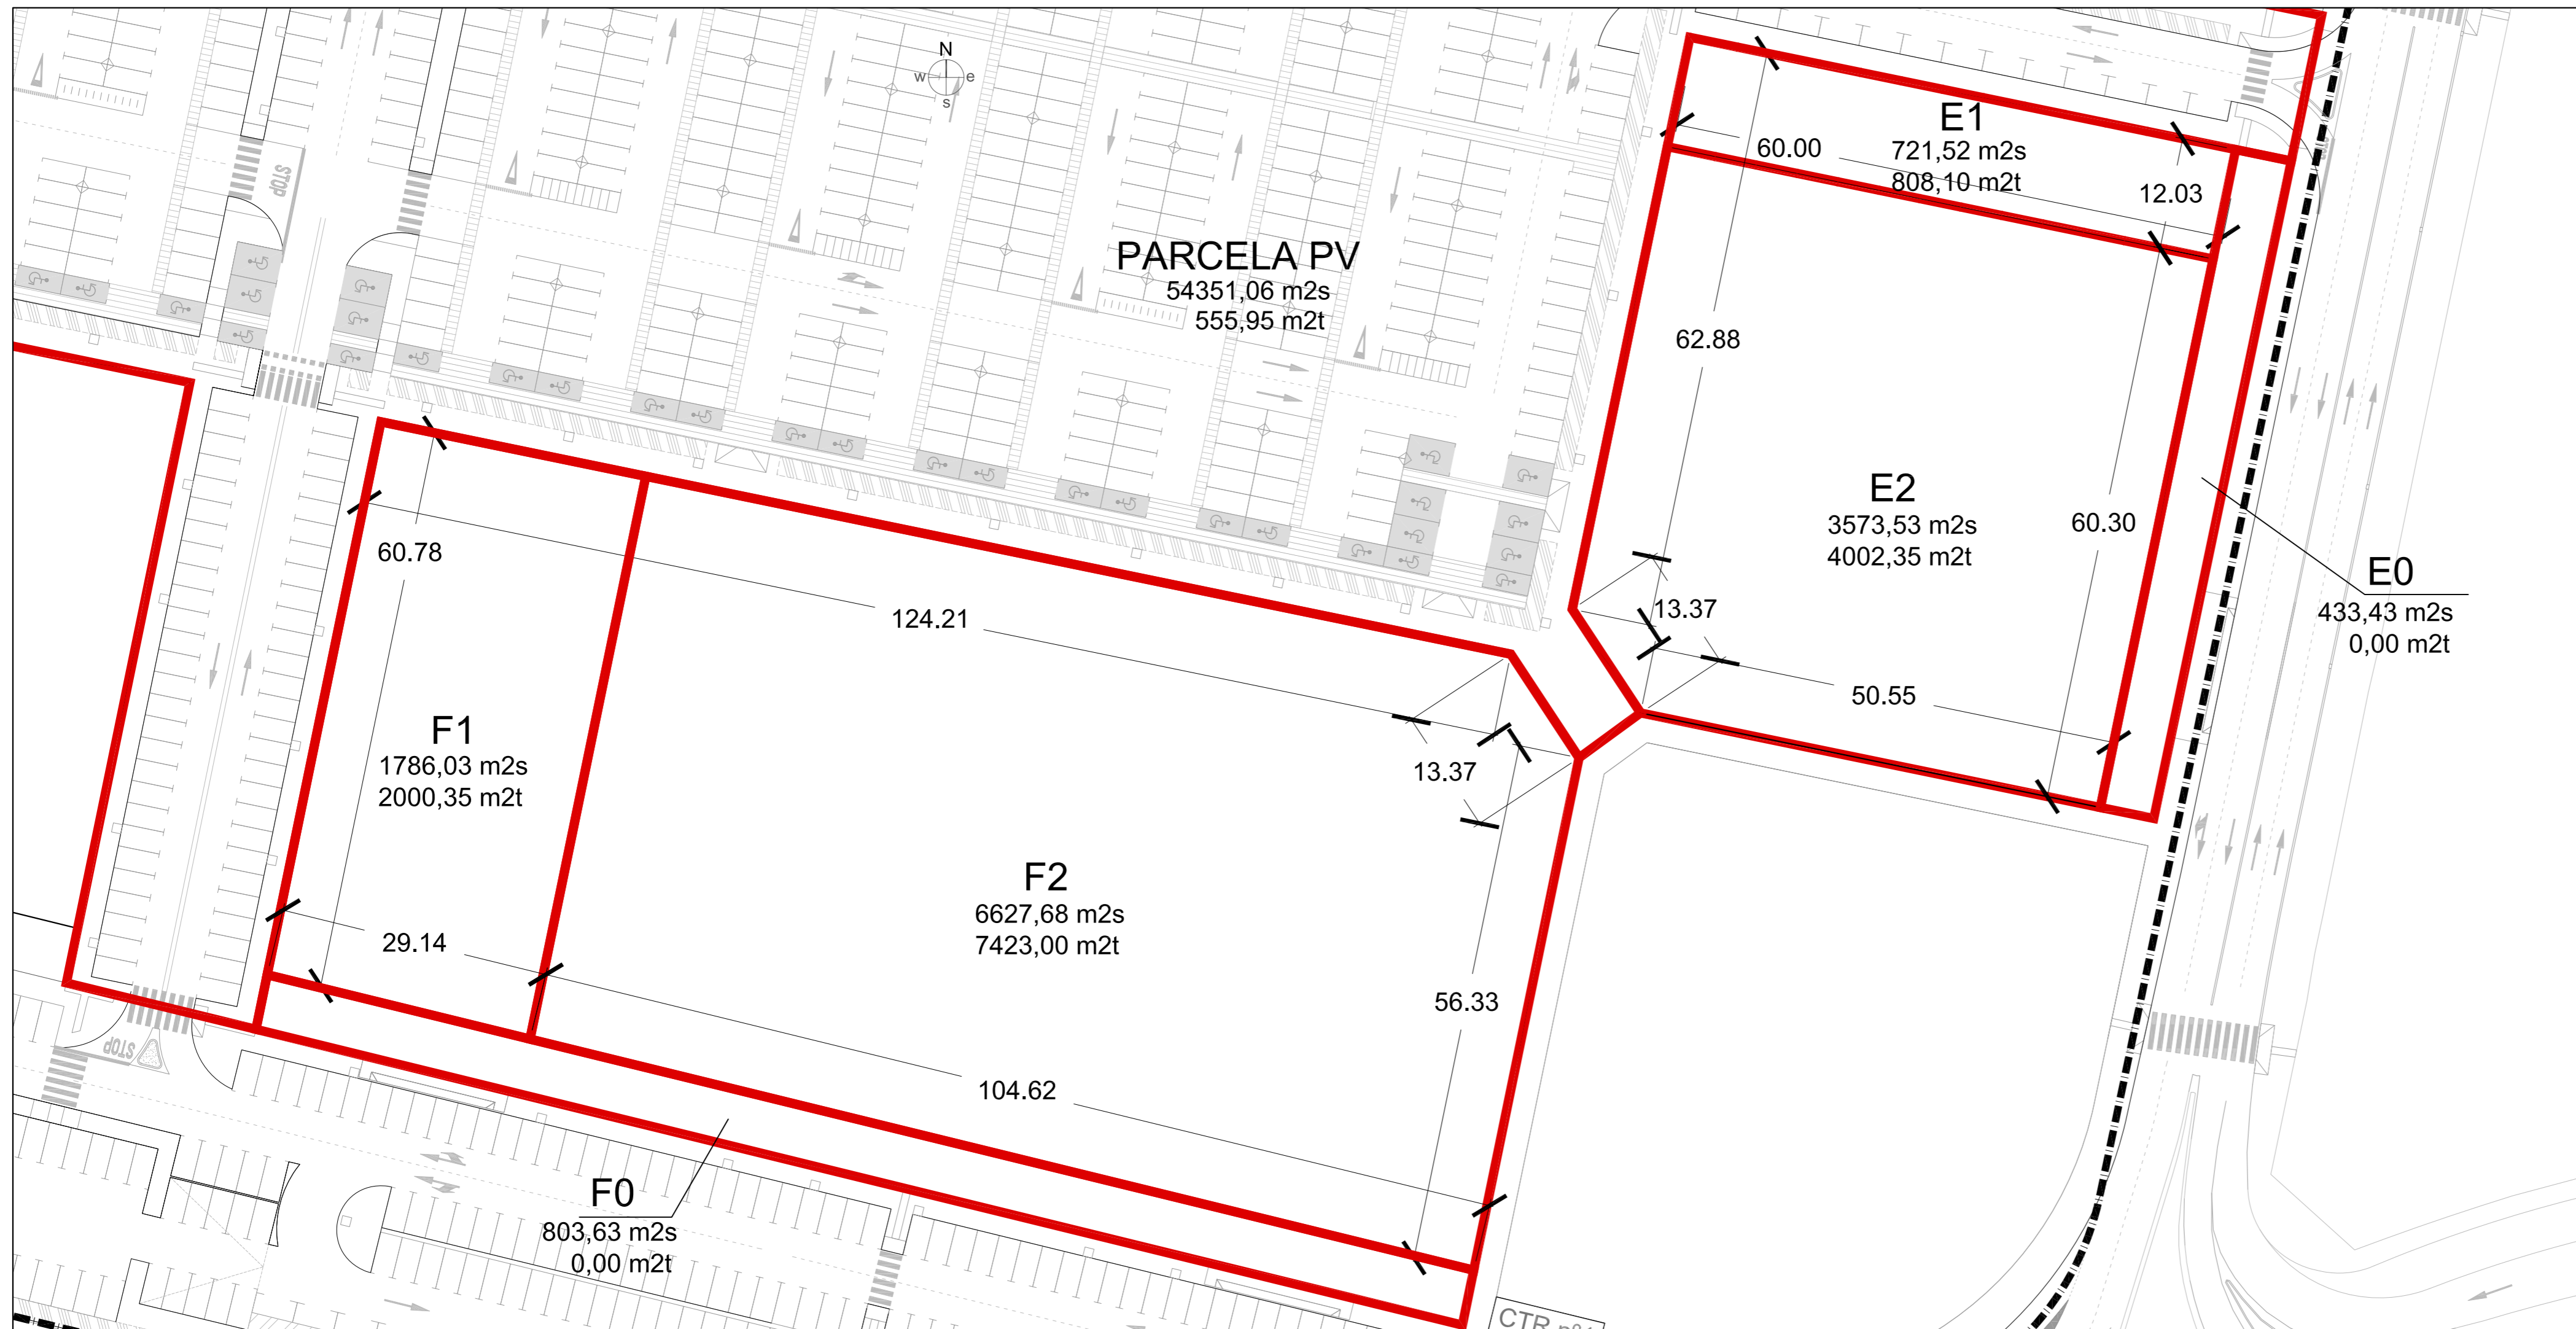 N
w
e
s
E1
721,52 m2s
808,10 m2t
60.00
12.03
STOP
PARCELA PV
54351,06 m2s
555,95 m2t
62.88
E2
3573,53 m2s
4002,35 m2t
60.30
E0
433,43 m2s
0,00 m2t
60.78
124.21
13.37
50.55
F1
1786,03 m2s
2000,35 m2t
13.37
F2
6627,68 m2s
7423,00 m2t
29.14
56.33
STOP
104.62
F0
803,63 m2s
0,00 m2t
CTR